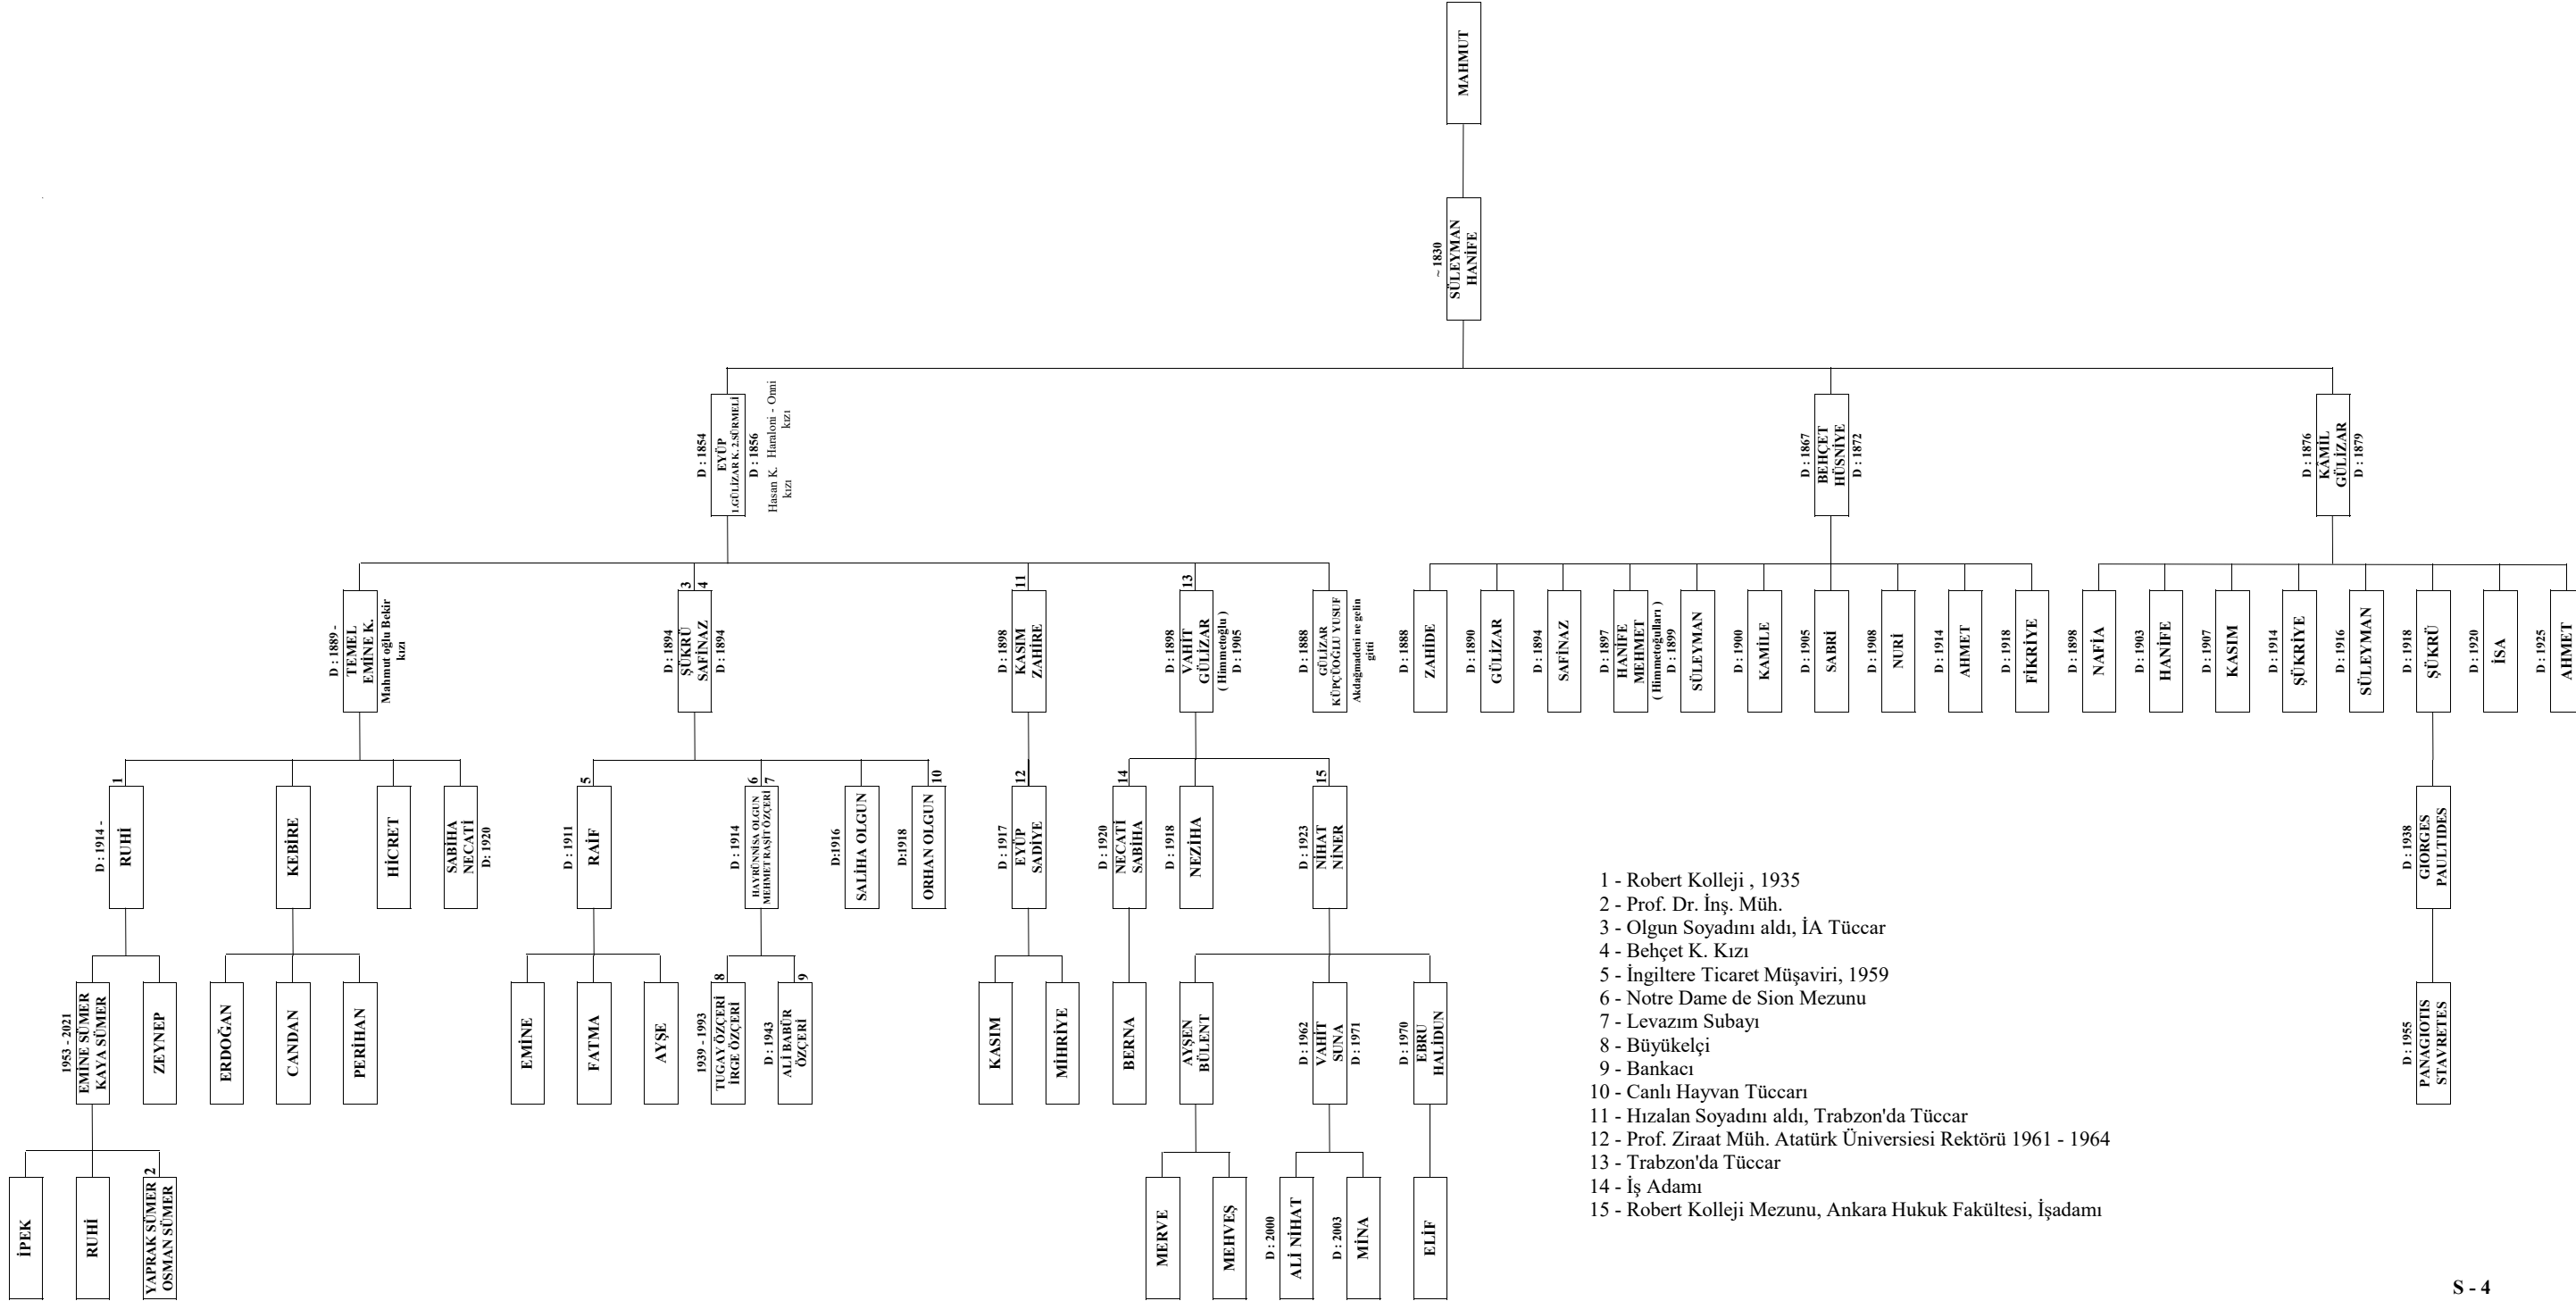 MAHMUT
~ 1830
SÜLEYMAN
HANİFE
D : 1854
EYÜP
1.GÜLİZAR K. 2.SÜRMELİ
D : 1856
Hasan K. Haraloni - Onni
kızı kızı
D : 1867
BEHÇET
HÜSNİYE
D : 1872
D : 1876
KAMİL
GÜLİZAR
D : 1879
D : 1889 -
TEMEL
EMİNE K.
Mahmut oğlu Bekir
kızı
3
4
D : 1894
ŞÜKRÜ
SAFİNAZ
D : 1894
11
D : 1898
KASIM
ZAHİRE
13
D : 1898
VAHİT
GÜLİZAR
( Himmetoğlu )
D : 1905
D : 1888
GÜLİZAR
KÜPÇÜOĞLU YUSUF
Akdağmadeni ne gelin
gitti
D : 1888
ZAHİDE
D : 1890
GÜLİZAR
D : 1894
SAFİNAZ
D : 1897
HANİFE
MEHMET
( Himmetoğulları )
D : 1899
SÜLEYMAN
D : 1900
KAMİLE
D : 1905
SABRİ
D : 1908
NURİ
D : 1914
AHMET
D : 1918
FİKRİYE
D : 1898
NAFİA
D : 1903
HANİFE
D : 1907
KASIM
D : 1914
ŞÜKRİYE
D : 1916
SÜLEYMAN
D : 1918
ŞÜKRÜ
D : 1920
İSA
D : 1925
AHMET
1
D : 1914 -
RUHİ
KEBİRE
HİCRET
SABİHA
NECATİ
D: 1920
5
D : 1911
RAİF
6
7
D : 1914
HAYRÜNNİSA OLGUN
MEHMET RAŞİT ÖZÇERİ
D:1916
SALİHA OLGUN
10
D:1918
ORHAN OLGUN
12
D : 1917
EYÜP
SADİYE
14
D : 1920
NECATİ
SABİHA
D : 1918
NEZİHA
15
D : 1923
NİHAT
NİNER
D : 1938
GIORGES
PAULTIDES
1953 - 2021
EMİNE SÜMER
KAYA SÜMER
ZEYNEP
ERDOĞAN
CANDAN
PERİHAN
EMİNE
FATMA
AYŞE
8
1939 - 1993
TUGAY ÖZÇERİ
İRGE ÖZÇERİ
9
D : 1943
ALİ BABÜR
ÖZÇERİ
KASIM
MİHRİYE
BERNA
AYŞEN
BÜLENT
D : 1962
VAHİT
SUNA
D : 1971
D : 1970
EBRU
HALİDUN
D : 1955
PANAGIOTIS
STAVRETES
İPEK
RUHİ
2
YAPRAK SÜMER
OSMAN SÜMER
MERVE
MEHVEŞ
D : 2000
ALİ NİHAT
D : 2003
MİNA
ELİF
1 - Robert Kolleji , 1935
2 - Prof. Dr. İnş. Müh.
3 - Olgun Soyadını aldı, İA Tüccar
4 - Behçet K. Kızı
5 - İngiltere Ticaret Müşaviri, 1959
6 - Notre Dame de Sion Mezunu
7 - Levazım Subayı
8 - Büyükelçi
9 - Bankacı
10 - Canlı Hayvan Tüccarı
11 - Hızalan Soyadını aldı, Trabzon'da Tüccar
12 - Prof. Ziraat Müh. Atatürk Üniversiesi Rektörü 1961 - 1964
13 - Trabzon'da Tüccar
14 - İş Adamı
15 - Robert Kolleji Mezunu, Ankara Hukuk Fakültesi, İşadamı
S - 4